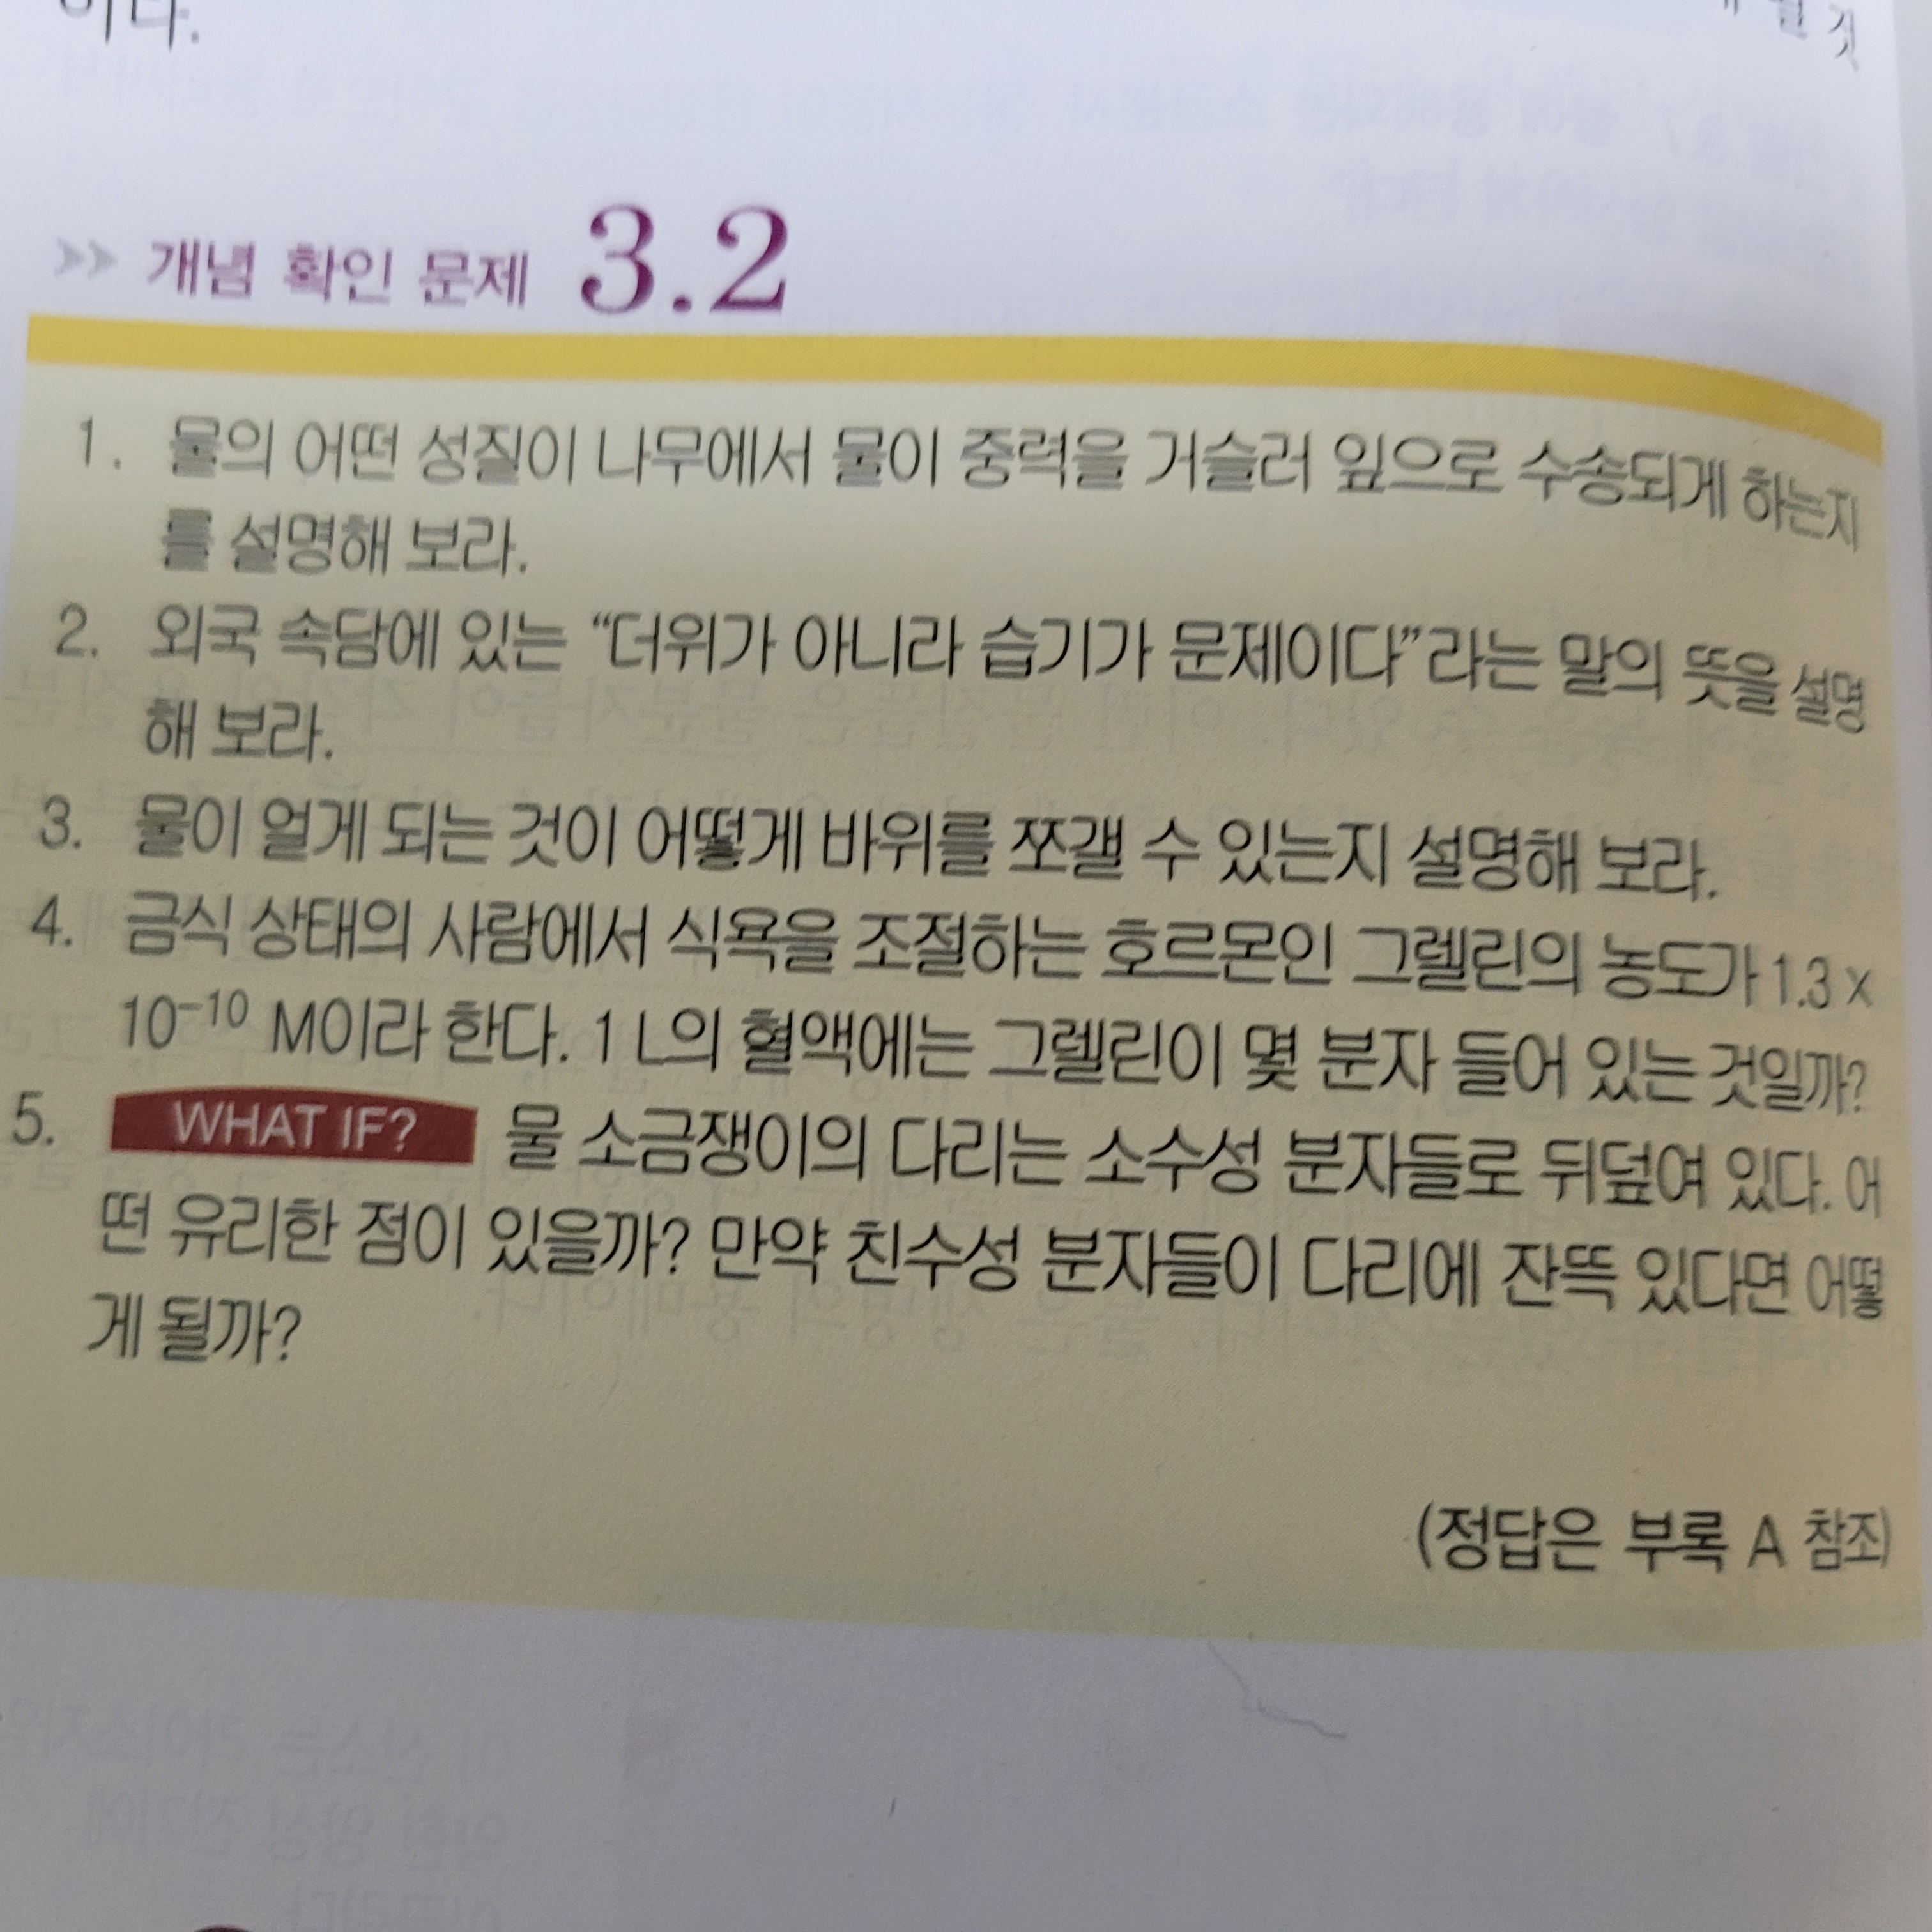 이다.
>> 개념 확인 문제 3.2
1. 물의 어떤 성질이 나무에서 물이 중력을 거슬러 잎으로 수송되게 하는지
를 설명해 보라.
2. 외국 속담에 있는 “더위가 아니라 습기가 문제이다”라는 말의 뜻을 설명
해 보라.
3. 물이 얼게 되는 것이 어떻게 바위를 쪼갤 수 있는지 설명해 보라.
4. 금식 상태의 사람에서 식욕을 조절하는 호르몬인 그렐린의 농도가 1.3 ×
10⁻¹⁰ M이라 한다. 1 L의 혈액에는 그렐린이 몇 분자 들어 있는 것일까?
5. WHAT IF? 물 소금쟁이의 다리는 소수성 분자들로 뒤덮여 있다. 어
떤 유리한 점이 있을까? 만약 친수성 분자들이 다리에 잔뜩 있다면 어떻
게 될까?
(정답은 부록 A 참조)